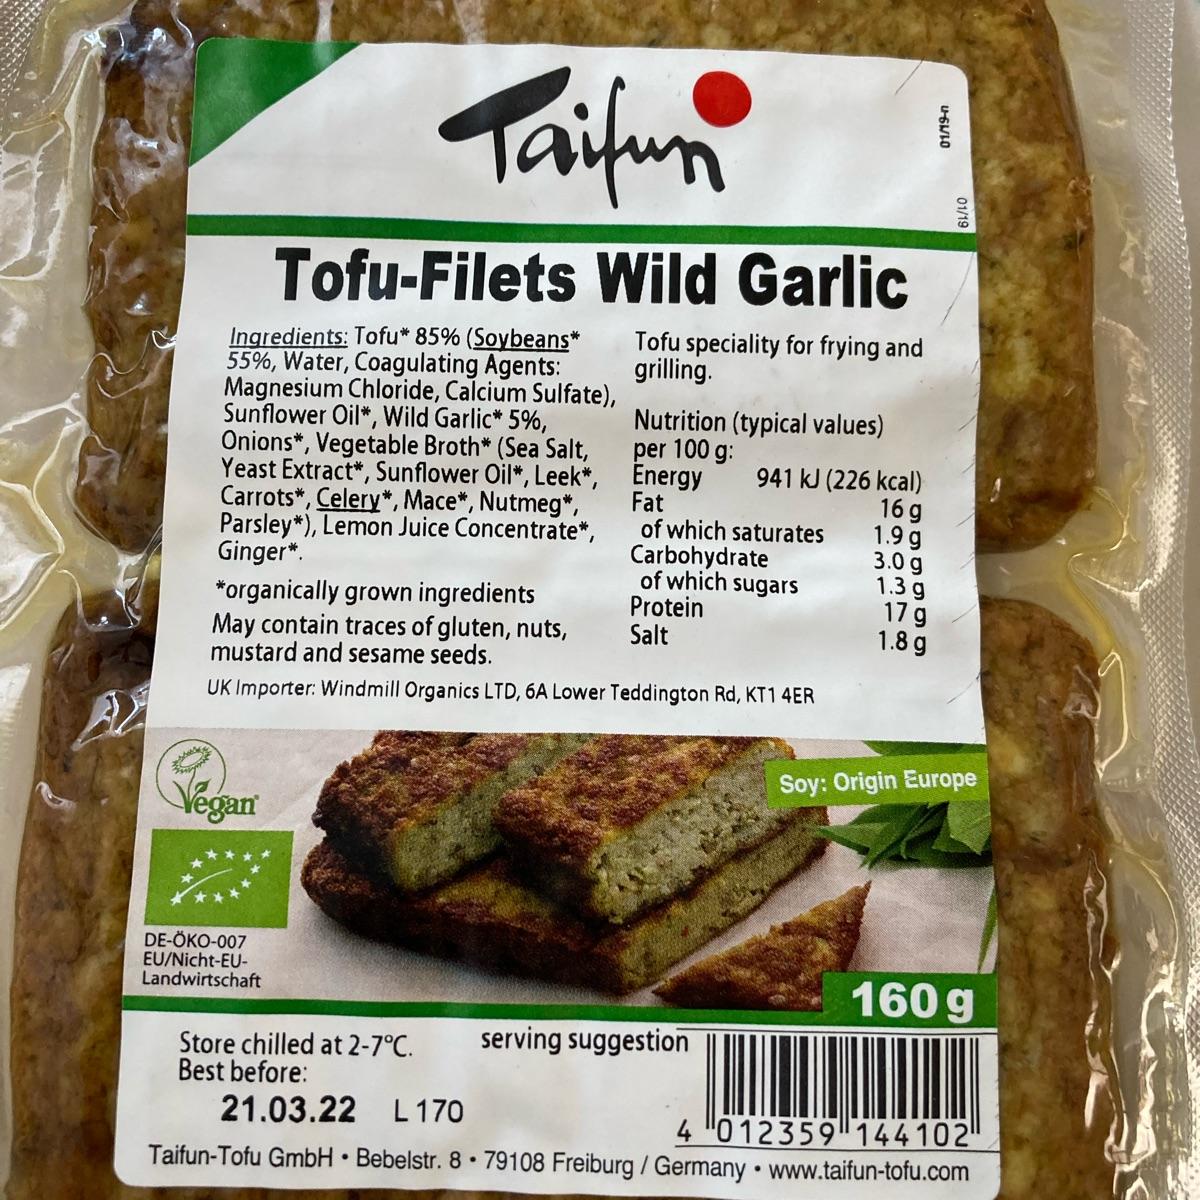 Taifun
01/19-n
01/19
Tofu-Filets Wild Garlic
Ingredients: Tofu* 85% (Soybeans*
55%, Water, Coagulating Agents:
Magnesium Chloride, Calcium Sulfate),
Sunflower Oil*, Wild Garlic* 5%,
Onions*, Vegetable Broth* (Sea Salt,
Yeast Extract*, Sunflower Oil*, Leek*,
Carrots*, Celery*, Mace*, Nutmeg*,
Parsley*), Lemon Juice Concentrate*,
Ginger*.
*organically grown ingredients
May contain traces of gluten, nuts,
mustard and sesame seeds.
Tofu speciality for frying and
grilling.
Nutrition (typical values)
per 100 g:
Energy 941 kJ (226 kcal)
Fat 16 g
of which saturates 1.9 g
Carbohydrate 3.0 g
of which sugars 1.3 g
Protein 17 g
Salt 1.8 g
UK Importer: Windmill Organics LTD, 6A Lower Teddington Rd, KT1 4ER
Vegan
Soy: Origin Europe
DE-ÖKO-007
EU/Nicht-EU-
Landwirtschaft
160 g
Store chilled at 2-7°C.
Best before:
21.03.22 L 170
serving suggestion
4 012359 144102
Taifun-Tofu GmbH • Bebelstr. 8 • 79108 Freiburg / Germany • www.taifun-tofu.com